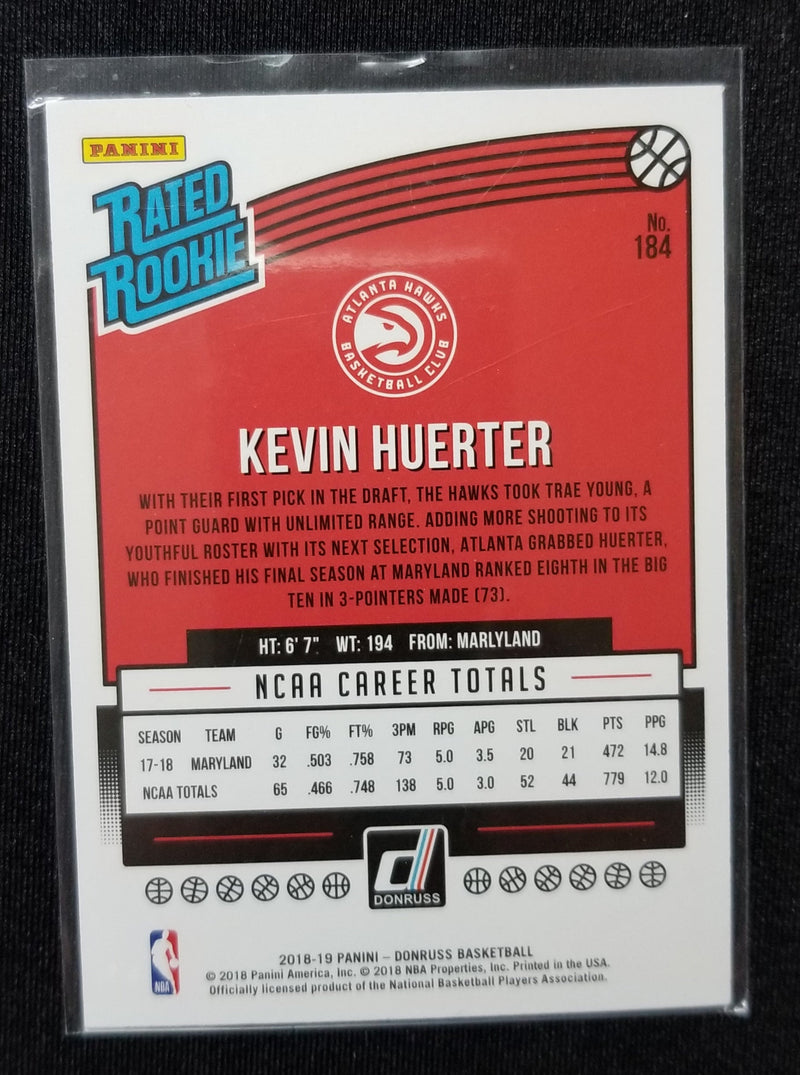 PANINI
RATED
ROOKIE
No.
184
ATLANTA HAWKS
BASKETBALL CLUB
KEVIN HUERTER
WITH THEIR FIRST PICK IN THE DRAFT, THE HAWKS TOOK TRAE YOUNG, A
POINT GUARD WITH UNLIMITED RANGE. ADDING MORE SHOOTING TO ITS
YOUTHFUL ROSTER WITH ITS NEXT SELECTION, ATLANTA GRABBED HUERTER,
WHO FINISHED HIS FINAL SEASON AT MARYLAND RANKED EIGHTH IN THE BIG
TEN IN 3-POINTERS MADE (73).
HT: 6' 7" WT: 194 FROM: MARLYLAND
NCAA CAREER TOTALS
SEASON TEAM G FG% FT% 3PM RPG APG STL BLK PTS PPG
17-18 MARYLAND 32 .503 .758 73 5.0 3.5 20 21 472 14.8
NCAA TOTALS 65 .466 .748 138 5.0 3.0 52 44 779 12.0
d
DONRUSS
NBA
2018-19 PANINI – DONRUSS BASKETBALL
© 2018 Panini America, Inc. © 2018 NBA Properties, Inc. Printed in the USA.
Officially licensed product of the National Basketball Players Association.